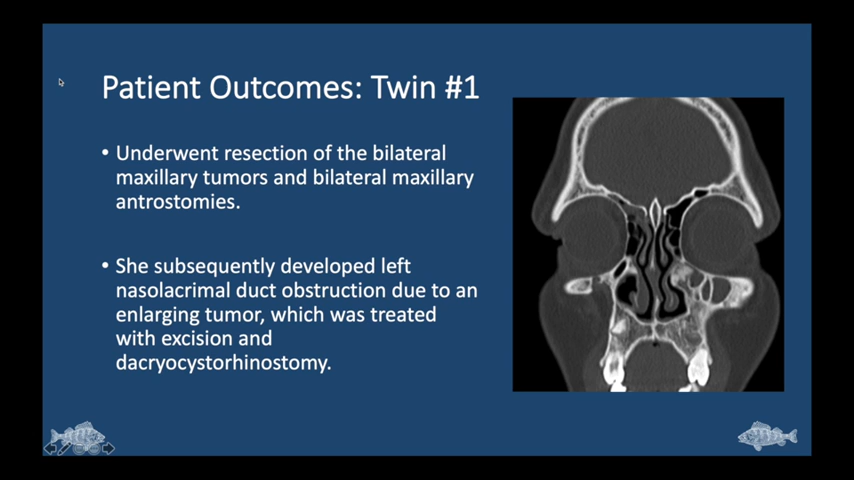 Patient Outcomes: Twin #1
• Underwent resection of the bilateral
maxillary tumors and bilateral maxillary
antrostomies.
• She subsequently developed left
nasolacrimal duct obstruction due to an
enlarging tumor, which was treated
with excision and
dacryocystorhinostomy.